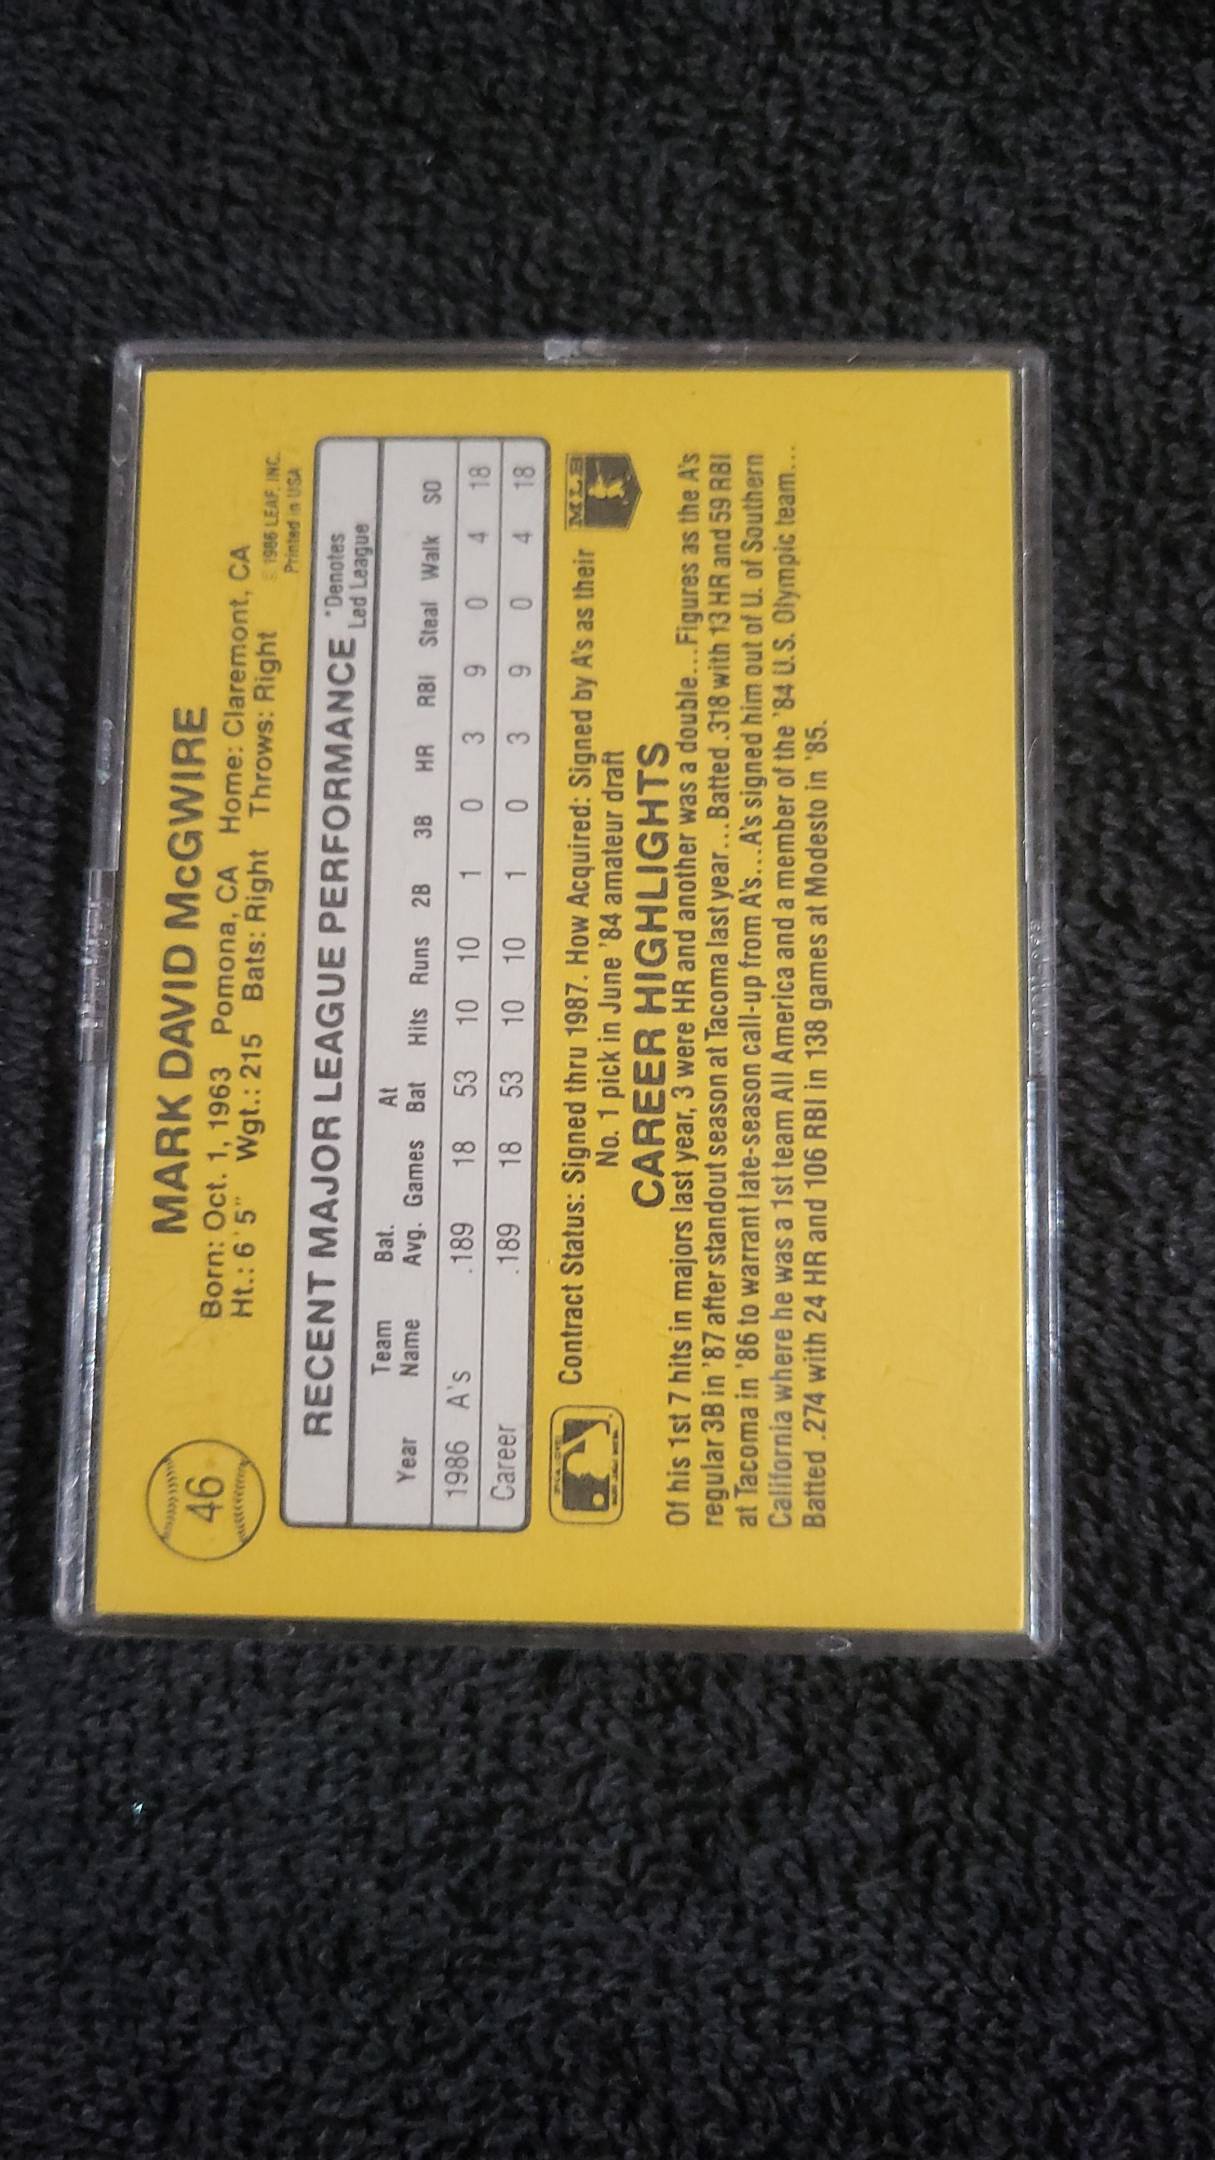 46
MARK DAVID McGWIRE
Born: Oct. 1, 1963 Pomona, CA Home: Claremont, CA
Ht.: 6'5" Wgt.: 215 Bats: Right Throws: Right
© 1986 LEAF, INC.
Printed in USA
RECENT MAJOR LEAGUE PERFORMANCE *Denotes
Led League
Team Bat. At
Year Name Avg. Games Bat Hits Runs 2B 3B HR RBI Steal Walk SO
1986 A's .189 18 53 10 10 1 0 3 9 0 4 18
Career .189 18 53 10 10 1 0 3 9 0 4 18
Contract Status: Signed thru 1987. How Acquired: Signed by A's as their
No. 1 pick in June '84 amateur draft
MLB
CAREER HIGHLIGHTS
Of his 1st 7 hits in majors last year, 3 were HR and another was a double...Figures as the A's
regular 3B in '87 after standout season at Tacoma last year...Batted .318 with 13 HR and 59 RBI
at Tacoma in '86 to warrant late-season call-up from A's...A's signed him out of U. of Southern
California where he was a 1st team All America and a member of the '84 U.S. Olympic team...
Batted .274 with 24 HR and 106 RBI in 138 games at Modesto in '85.